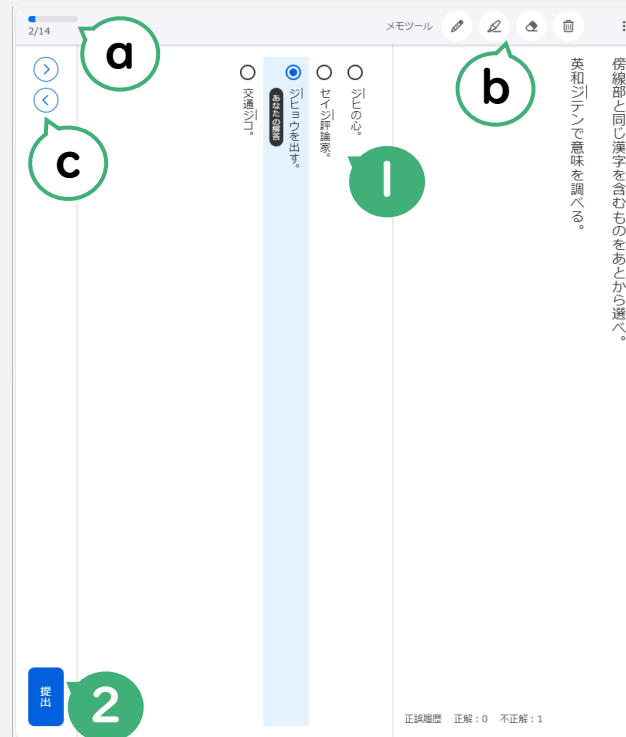 2/14
メモツール
a
b
c
傍線部と同じ漢字を含むものをあとから選べ。
英和ジテンで意味を調べる。
ジヒの心。
セイジ評論家。
ジヒョウを出す。
あなたの解答
交通ジコ。
1
提出
2
正誤履歴 正解：0 不正解：1